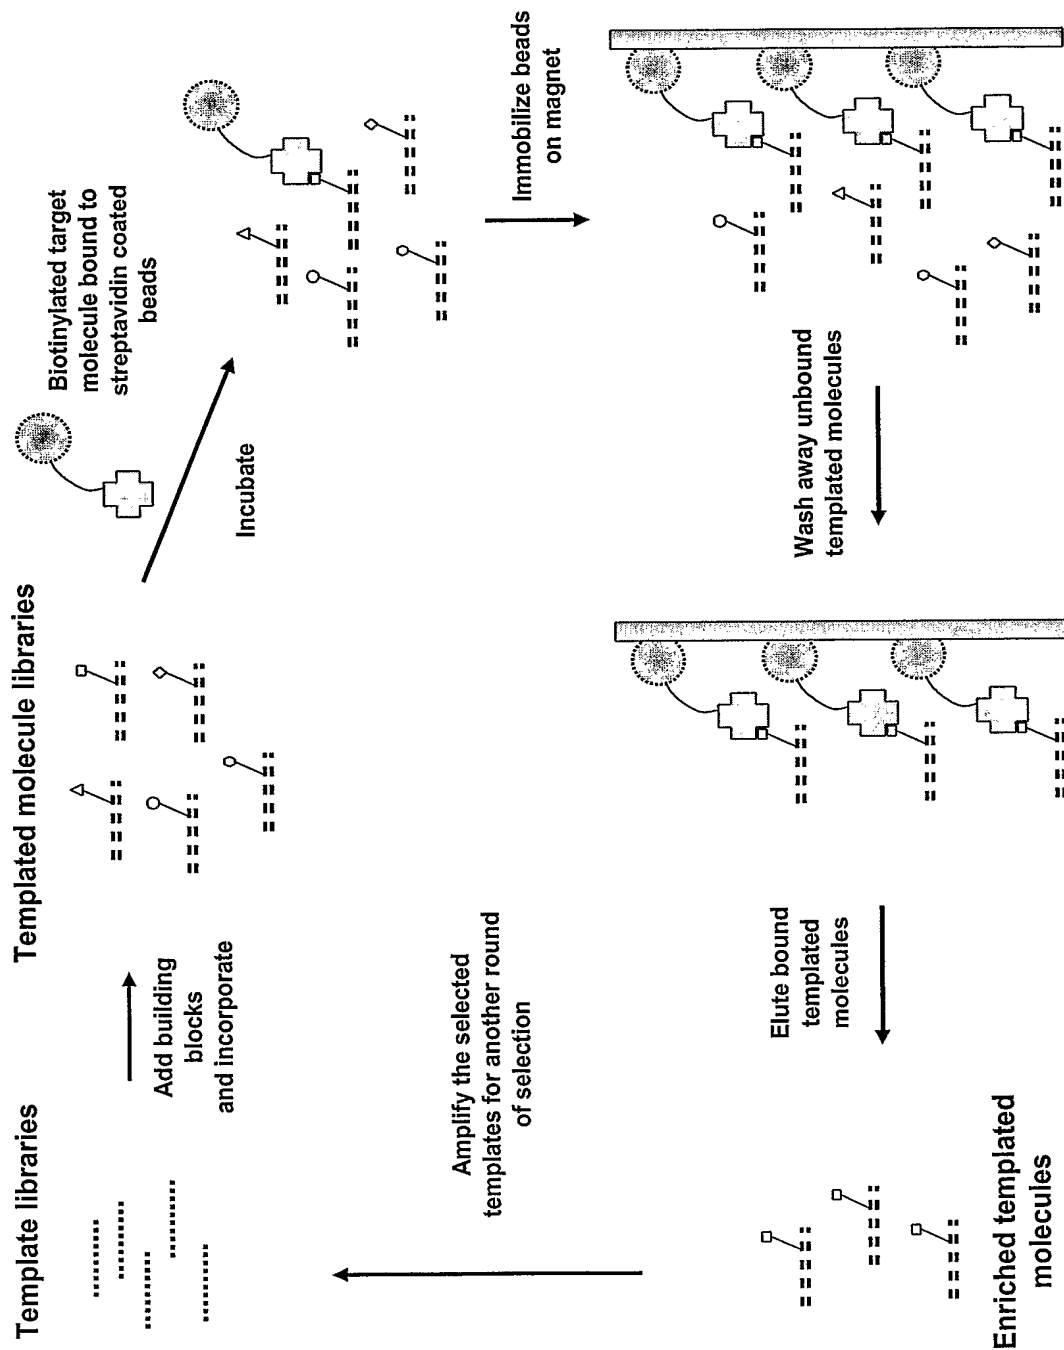 Template libraries
Add building
blocks
and incorporate
Templated molecule libraries
Incubate
Biotinylated target
molecule bound to
streptavidin coated
beads
Immobilize beads
on magnet
Wash away unbound
templated molecules
Elute bound
templated
molecules
Enriched templated
molecules
Amplify the selected
templates for another round
of selection